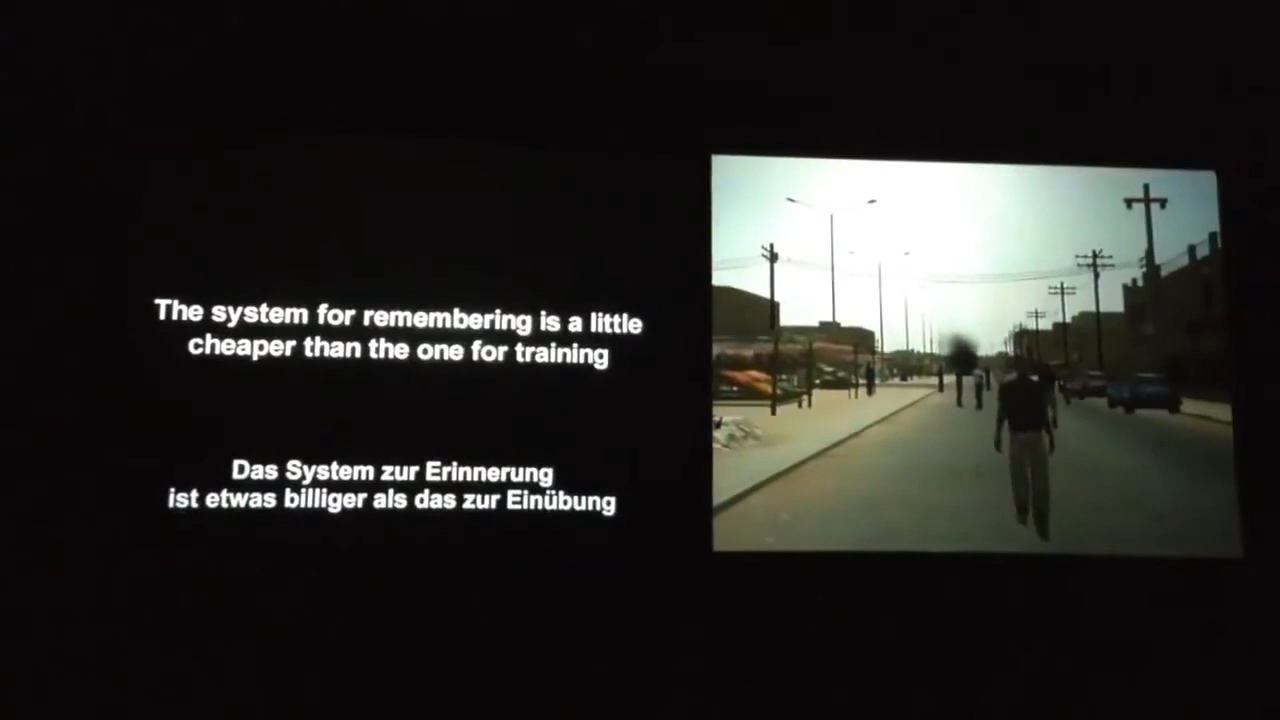 The system for remembering is a little
cheaper than the one for training
Das System zur Erinnerung
ist etwas billiger als das zur Einübung